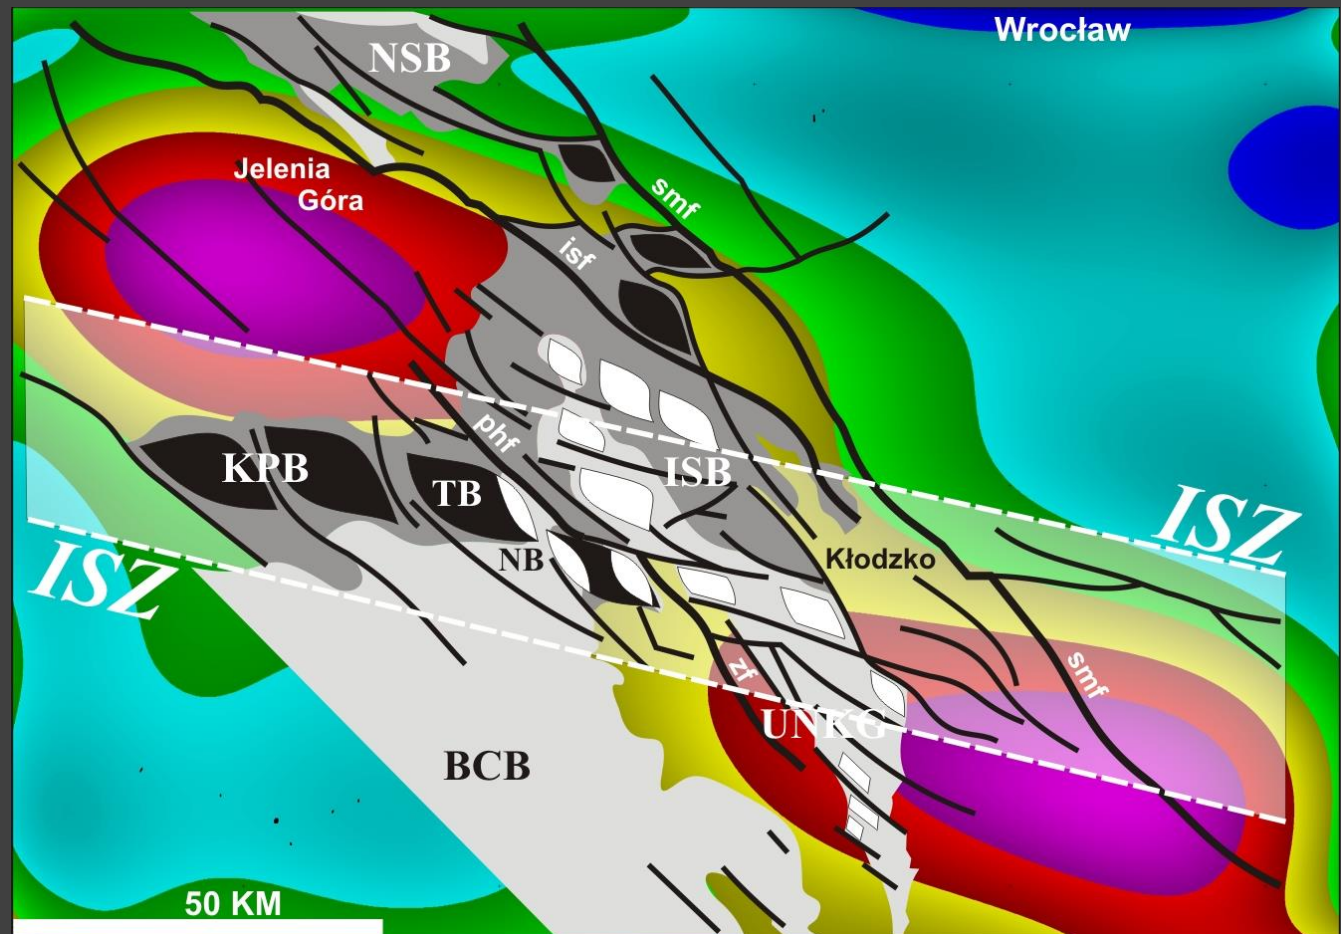 Wrocław
NSB
Jelenia
Góra
smf
isf
phf
KPB
TB
ISB
ISZ
NB
Kłodzko
ISZ
zf
smf
UNKG
BCB
50 KM